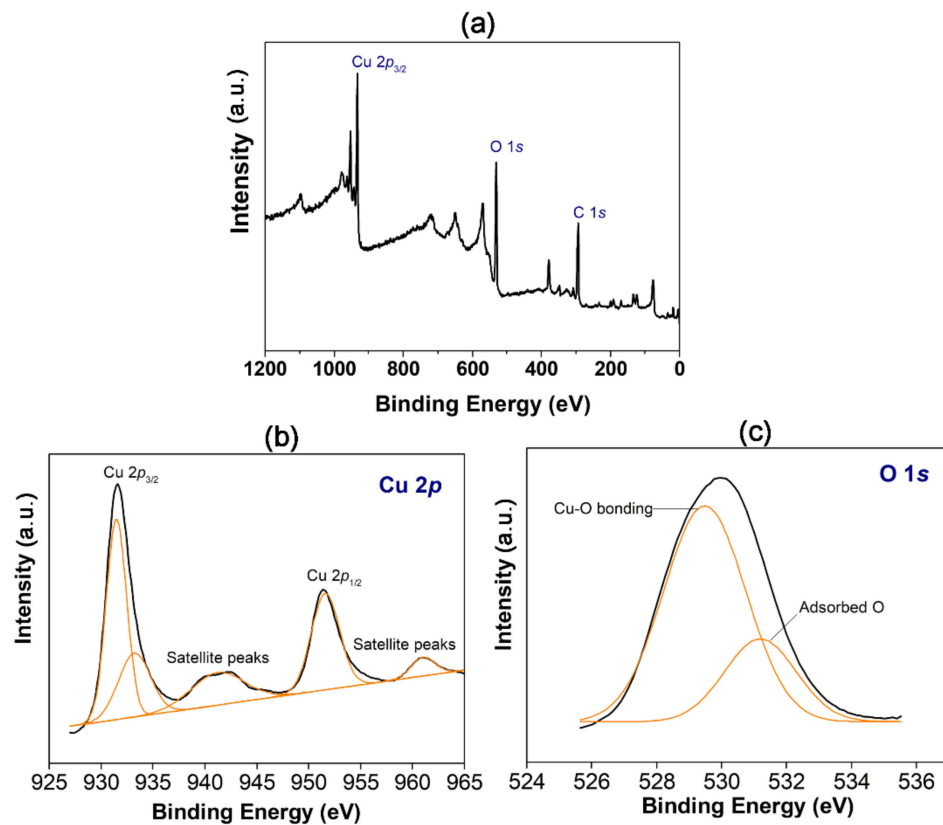 (a)
Cu 2p3/2
O 1s
C 1s
Intensity (a.u.)
1200 1000 800 600 400 200 0
Binding Energy (eV)
(b)
Cu 2p3/2
Cu 2p
Cu 2p1/2
Satellite peaks
Satellite peaks
Intensity (a.u.)
925 930 935 940 945 950 955 960 965
Binding Energy (eV)
(c)
O 1s
Cu-O bonding
Adsorbed O
Intensity (a.u.)
524 526 528 530 532 534 536
Binding Energy (eV)